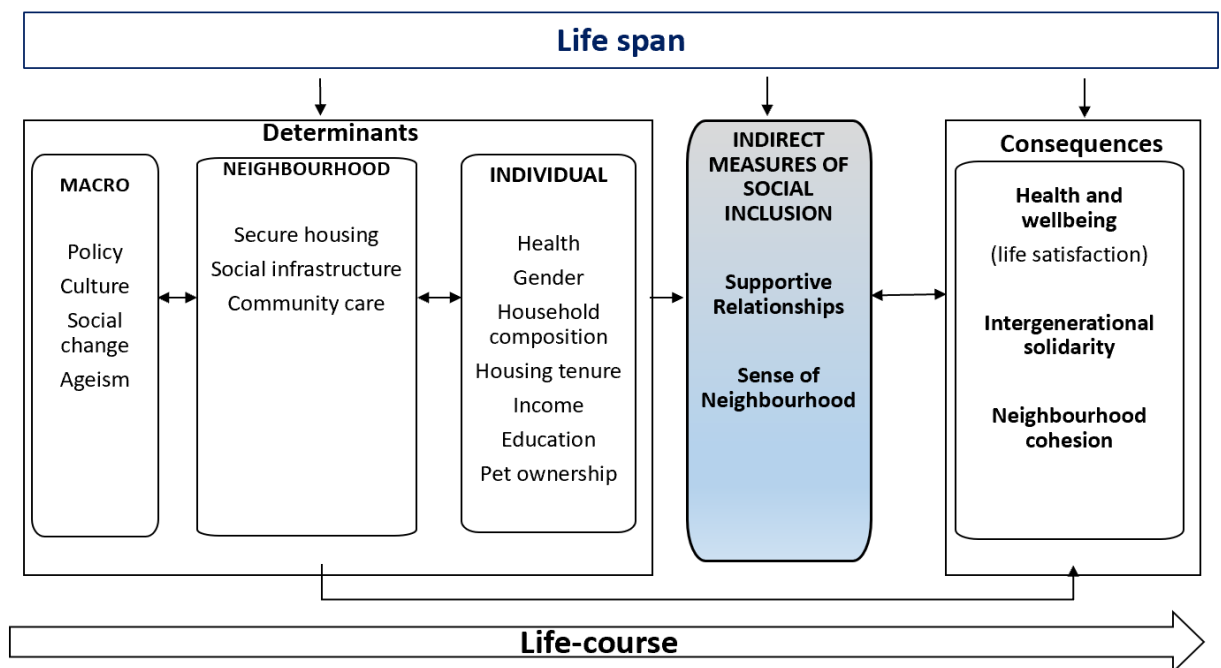 Life span
Determinants
MACRO
Policy
Culture
Social
change
Ageism
NEIGHBOURHOOD
Secure housing
Social infrastructure
Community care
INDIVIDUAL
Health
Gender
Household
composition
Housing tenure
Income
Education
Pet ownership
INDIRECT
MEASURES OF
SOCIAL
INCLUSION
Supportive
Relationships
Sense of
Neighbourhood
Consequences
Health and
wellbeing
(life satisfaction)
Intergenerational
solidarity
Neighbourhood
cohesion
Life-course